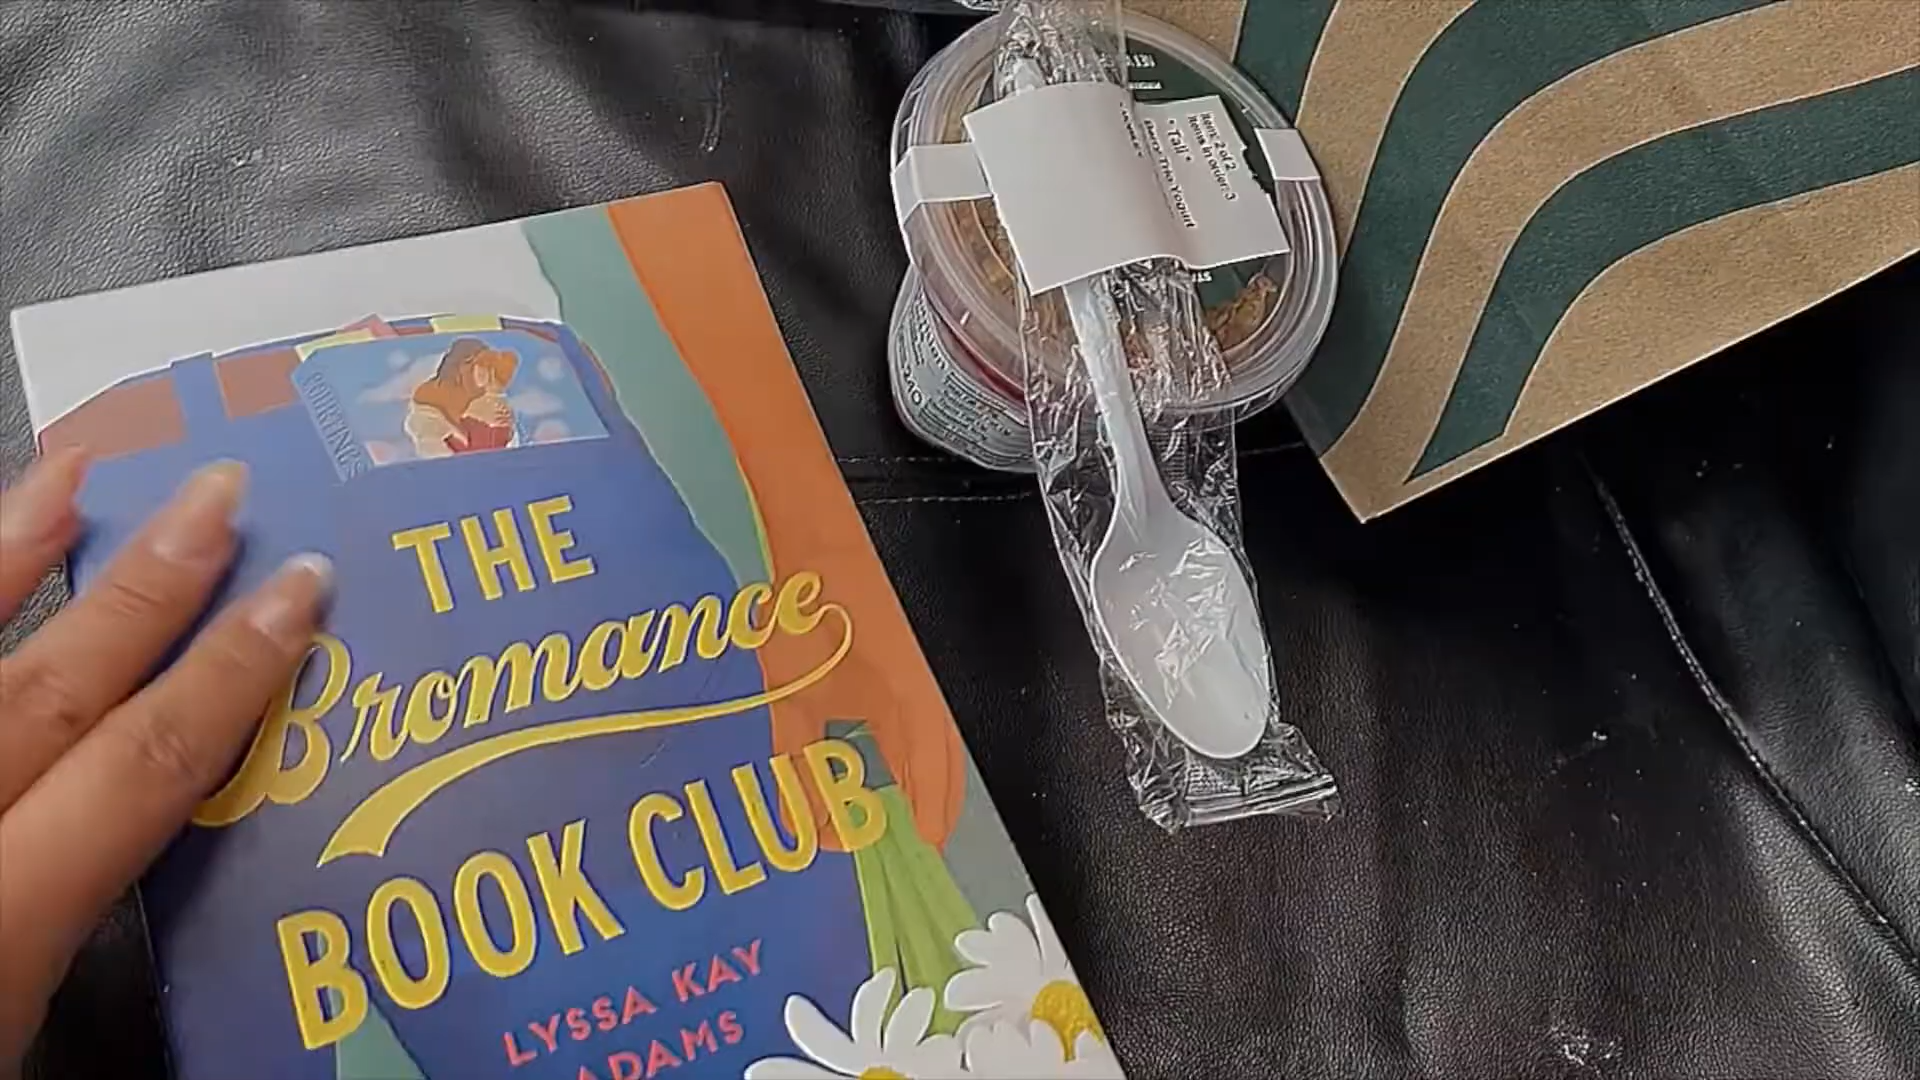 THE
Bromance
BOOK CLUB
LYSSA KAY
ADAMS
COURTING
Item: 2 of 2
Items in order: 3
* Tall *
Berry Trio Yogurt